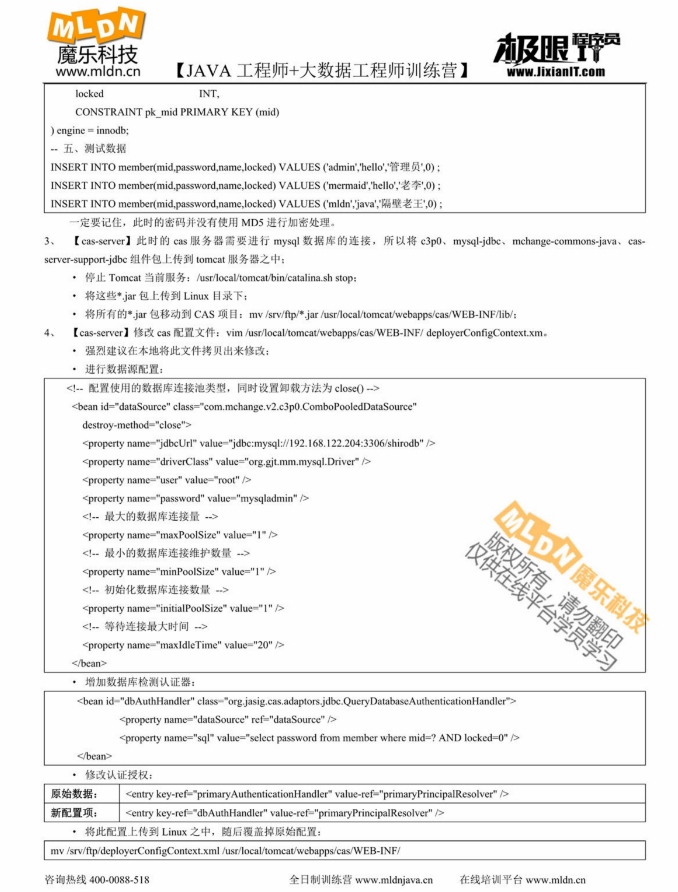 MLDN
魔乐科技
www.mldn.cn
【JAVA 工程师+大数据工程师训练营】
极限IT程序员
www.JixianIT.com
locked INT,
CONSTRAINT pk_mid PRIMARY KEY (mid)
) engine = innodb;
-- 五、测试数据
INSERT INTO member(mid,password,name,locked) VALUES ('admin','hello','管理员',0) ;
INSERT INTO member(mid,password,name,locked) VALUES ('mermaid','hello','老李',0) ;
INSERT INTO member(mid,password,name,locked) VALUES ('mldn','java','隔壁老王',0) ;
一定要记住，此时的密码并没有使用 MD5 进行加密处理。
3、 【cas-server】此时的 cas 服务器需要进行 mysql 数据库的连接，所以将 c3p0、mysql-jdbc、mchange-commons-java、cas-
server-support-jdbc 组件包上传到 tomcat 服务器之中；
· 停止 Tomcat 当前服务：/usr/local/tomcat/bin/catalina.sh stop；
· 将这些*.jar 包上传到 Linux 目录下；
· 将所有的*.jar 包移动到 CAS 项目：mv /srv/ftp/*.jar /usr/local/tomcat/webapps/cas/WEB-INF/lib/；
4、 【cas-server】修改 cas 配置文件：vim /usr/local/tomcat/webapps/cas/WEB-INF/ deployerConfigContext.xm。
· 强烈建议在本地将此文件拷贝出来修改；
· 进行数据源配置：
<!-- 配置使用的数据库连接池类型，同时设置卸载方法为 close() -->
<bean id="dataSource" class="com.mchange.v2.c3p0.ComboPooledDataSource"
destroy-method="close">
<property name="jdbcUrl" value="jdbc:mysql://192.168.122.204:3306/shirodb" />
<property name="driverClass" value="org.gjt.mm.mysql.Driver" />
<property name="user" value="root" />
<property name="password" value="mysqladmin" />
<!-- 最大的数据库连接量 -->
<property name="maxPoolSize" value="1" />
<!-- 最小的数据库连接维护数量 -->
<property name="minPoolSize" value="1" />
<!-- 初始化数据库连接数量 -->
<property name="initialPoolSize" value="1" />
<!-- 等待连接最大时间 -->
<property name="maxIdleTime" value="20" />
</bean>
MLDN 魔乐科技
版权所有，请勿翻印
仅供在线平台学员学习
· 增加数据库检测认证器：
<bean id="dbAuthHandler" class="org.jasig.cas.adaptors.jdbc.QueryDatabaseAuthenticationHandler">
<property name="dataSource" ref="dataSource" />
<property name="sql" value="select password from member where mid=? AND locked=0" />
</bean>
· 修改认证授权：
原始数据： <entry key-ref="primaryAuthenticationHandler" value-ref="primaryPrincipalResolver" />
新配置项： <entry key-ref="dbAuthHandler" value-ref="primaryPrincipalResolver" />
· 将此配置上传到 Linux 之中，随后覆盖掉原始配置：
mv /srv/ftp/deployerConfigContext.xml /usr/local/tomcat/webapps/cas/WEB-INF/
咨询热线 400-0088-518 全日制训练营 www.mldnjava.cn 在线培训平台 www.mldn.cn